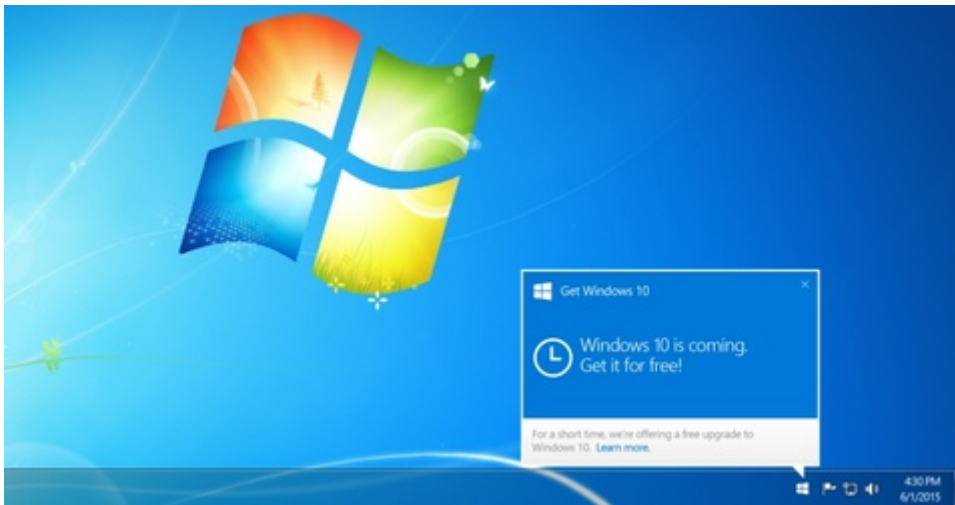 Get Windows 10
Windows 10 is coming.
Get it for free!
For a short time, we're offering a free upgrade to
Windows 10. Learn more.
4:30 PM
6/1/2015